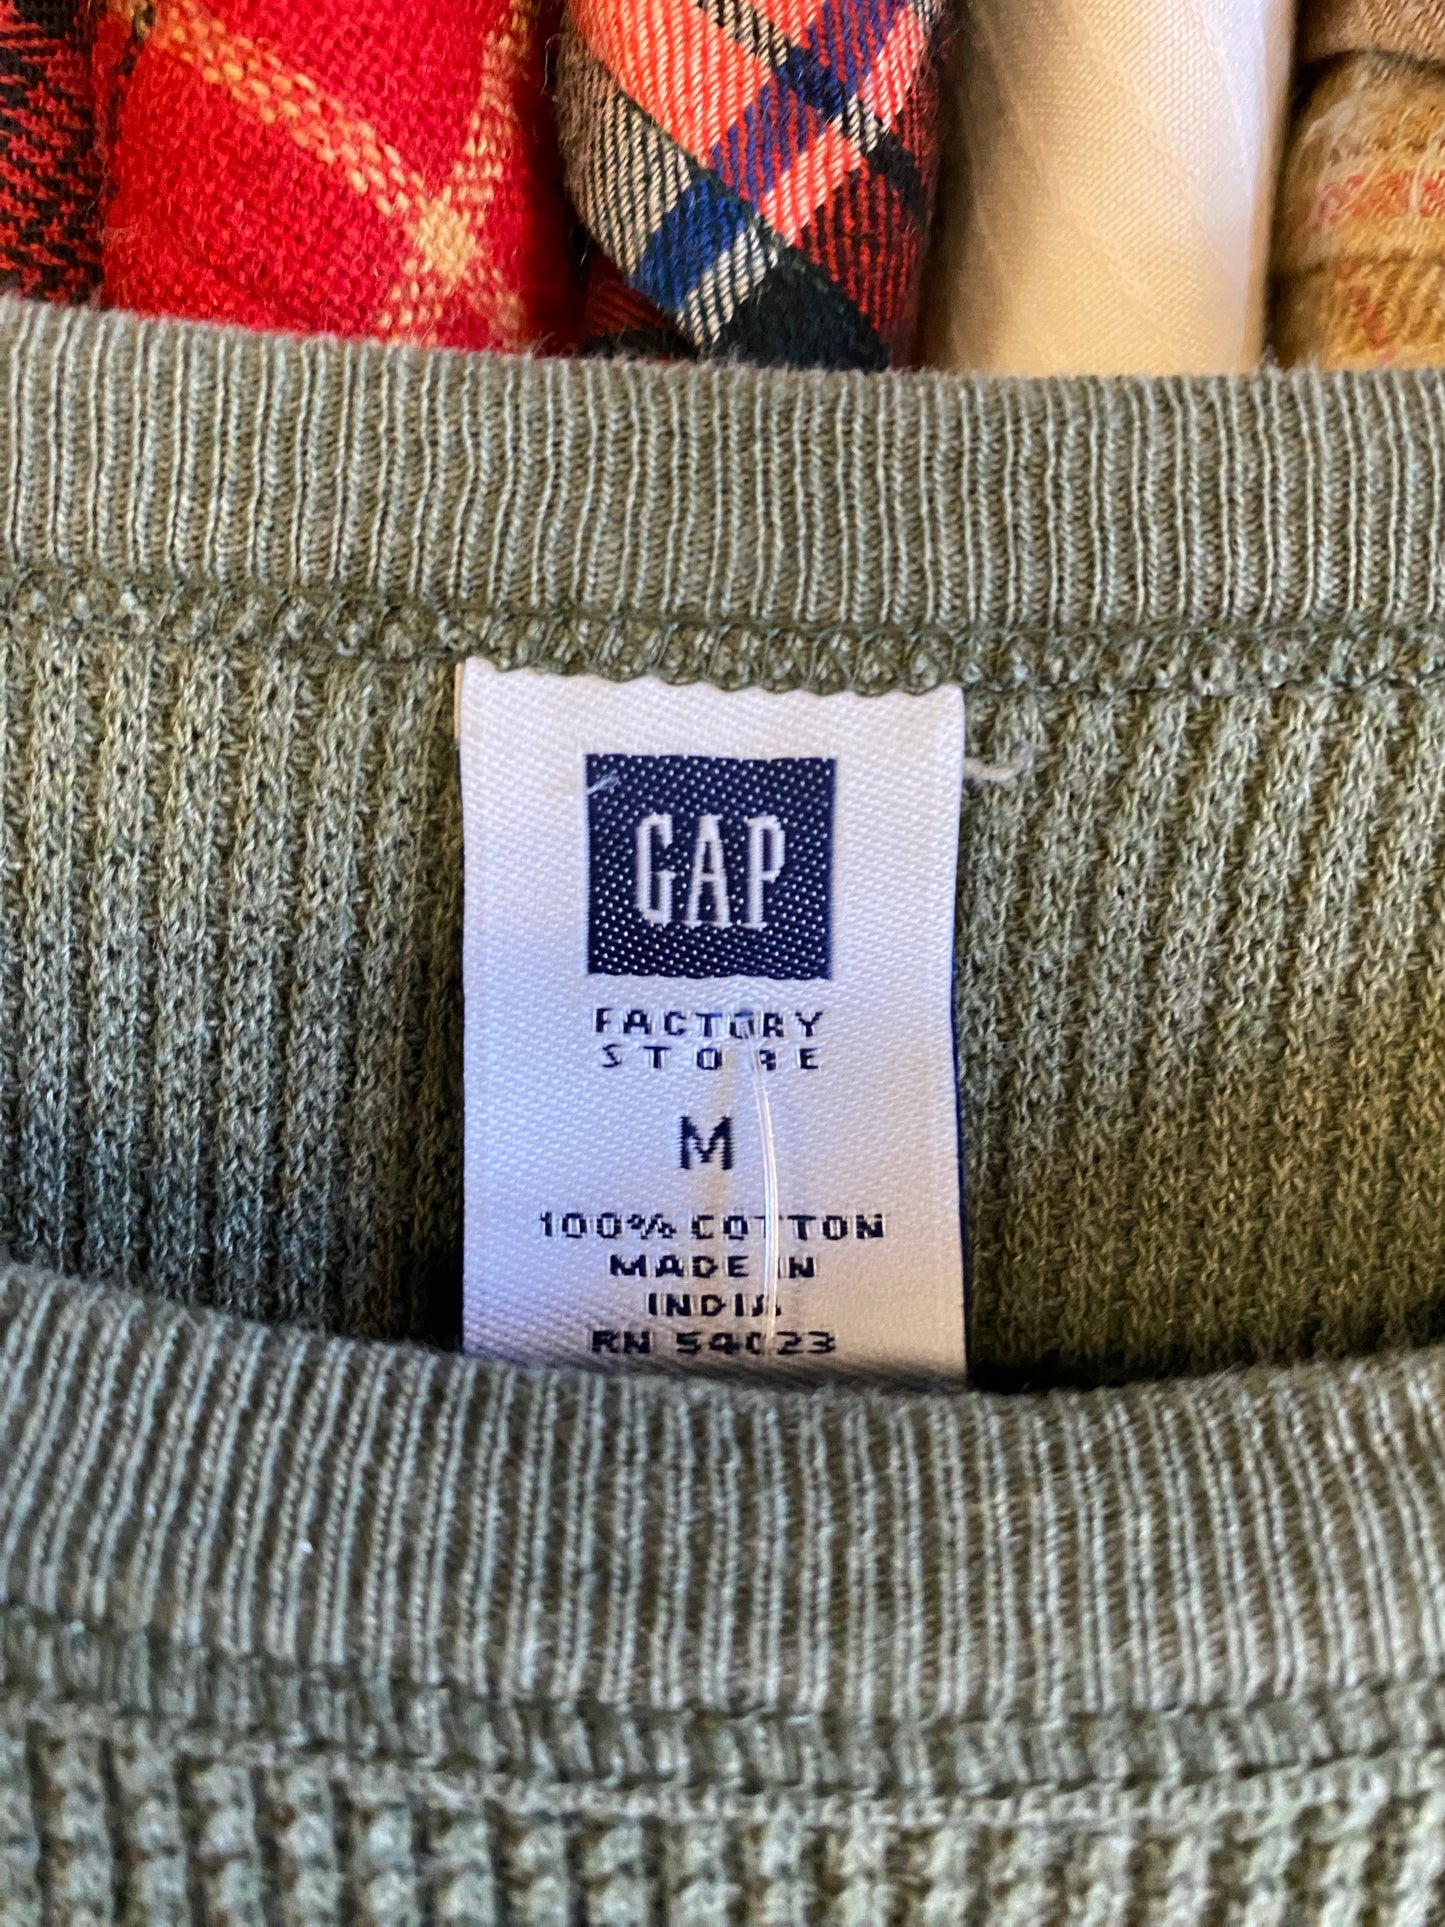 GAP
FACTORY
STORE
M
100% COTTON
MADE IN
INDIA
RN 54023